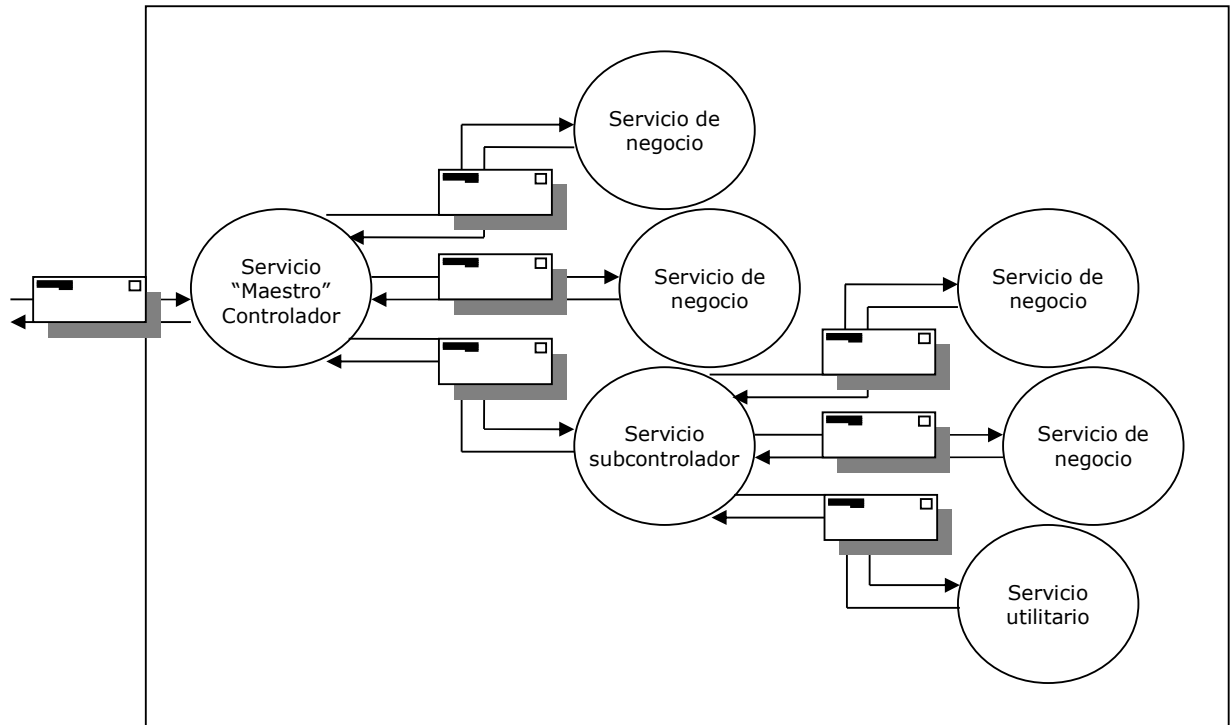 Servicio de
negocio
Servicio
“Maestro”
Controlador
Servicio de
negocio
Servicio de
negocio
Servicio
subcontrolador
Servicio de
negocio
Servicio
utilitario